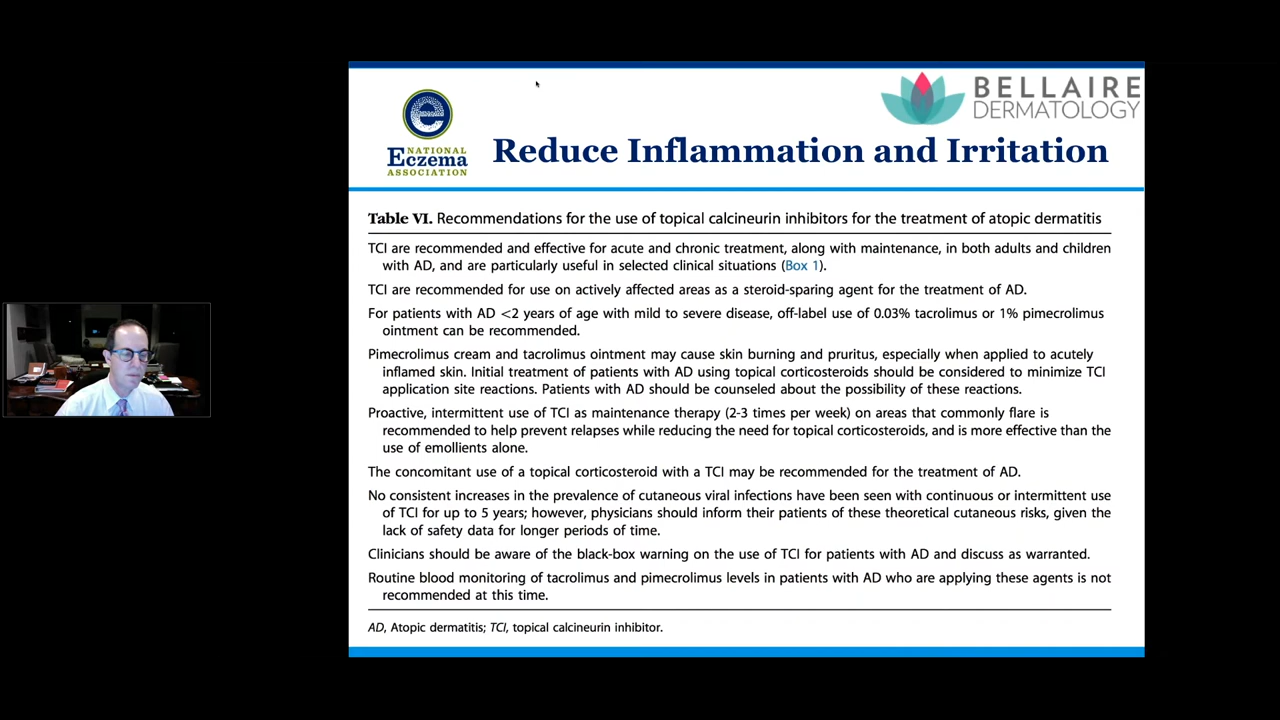 BELLAIRE
DERMATOLOGY
e
NATIONAL
ECZEMA
ASSOCIATION
Reduce Inflammation and Irritation
Table VI. Recommendations for the use of topical calcineurin inhibitors for the treatment of atopic dermatitis
TCI are recommended and effective for acute and chronic treatment, along with maintenance, in both adults and children
with AD, and are particularly useful in selected clinical situations (Box 1).
TCI are recommended for use on actively affected areas as a steroid-sparing agent for the treatment of AD.
For patients with AD <2 years of age with mild to severe disease, off-label use of 0.03% tacrolimus or 1% pimecrolimus
ointment can be recommended.
Pimecrolimus cream and tacrolimus ointment may cause skin burning and pruritus, especially when applied to acutely
inflamed skin. Initial treatment of patients with AD using topical corticosteroids should be considered to minimize TCI
application site reactions. Patients with AD should be counseled about the possibility of these reactions.
Proactive, intermittent use of TCI as maintenance therapy (2-3 times per week) on areas that commonly flare is
recommended to help prevent relapses while reducing the need for topical corticosteroids, and is more effective than the
use of emollients alone.
The concomitant use of a topical corticosteroid with a TCI may be recommended for the treatment of AD.
No consistent increases in the prevalence of cutaneous viral infections have been seen with continuous or intermittent use
of TCI for up to 5 years; however, physicians should inform their patients of these theoretical cutaneous risks, given the
lack of safety data for longer periods of time.
Clinicians should be aware of the black-box warning on the use of TCI for patients with AD and discuss as warranted.
Routine blood monitoring of tacrolimus and pimecrolimus levels in patients with AD who are applying these agents is not
recommended at this time.
AD, Atopic dermatitis; TCI, topical calcineurin inhibitor.